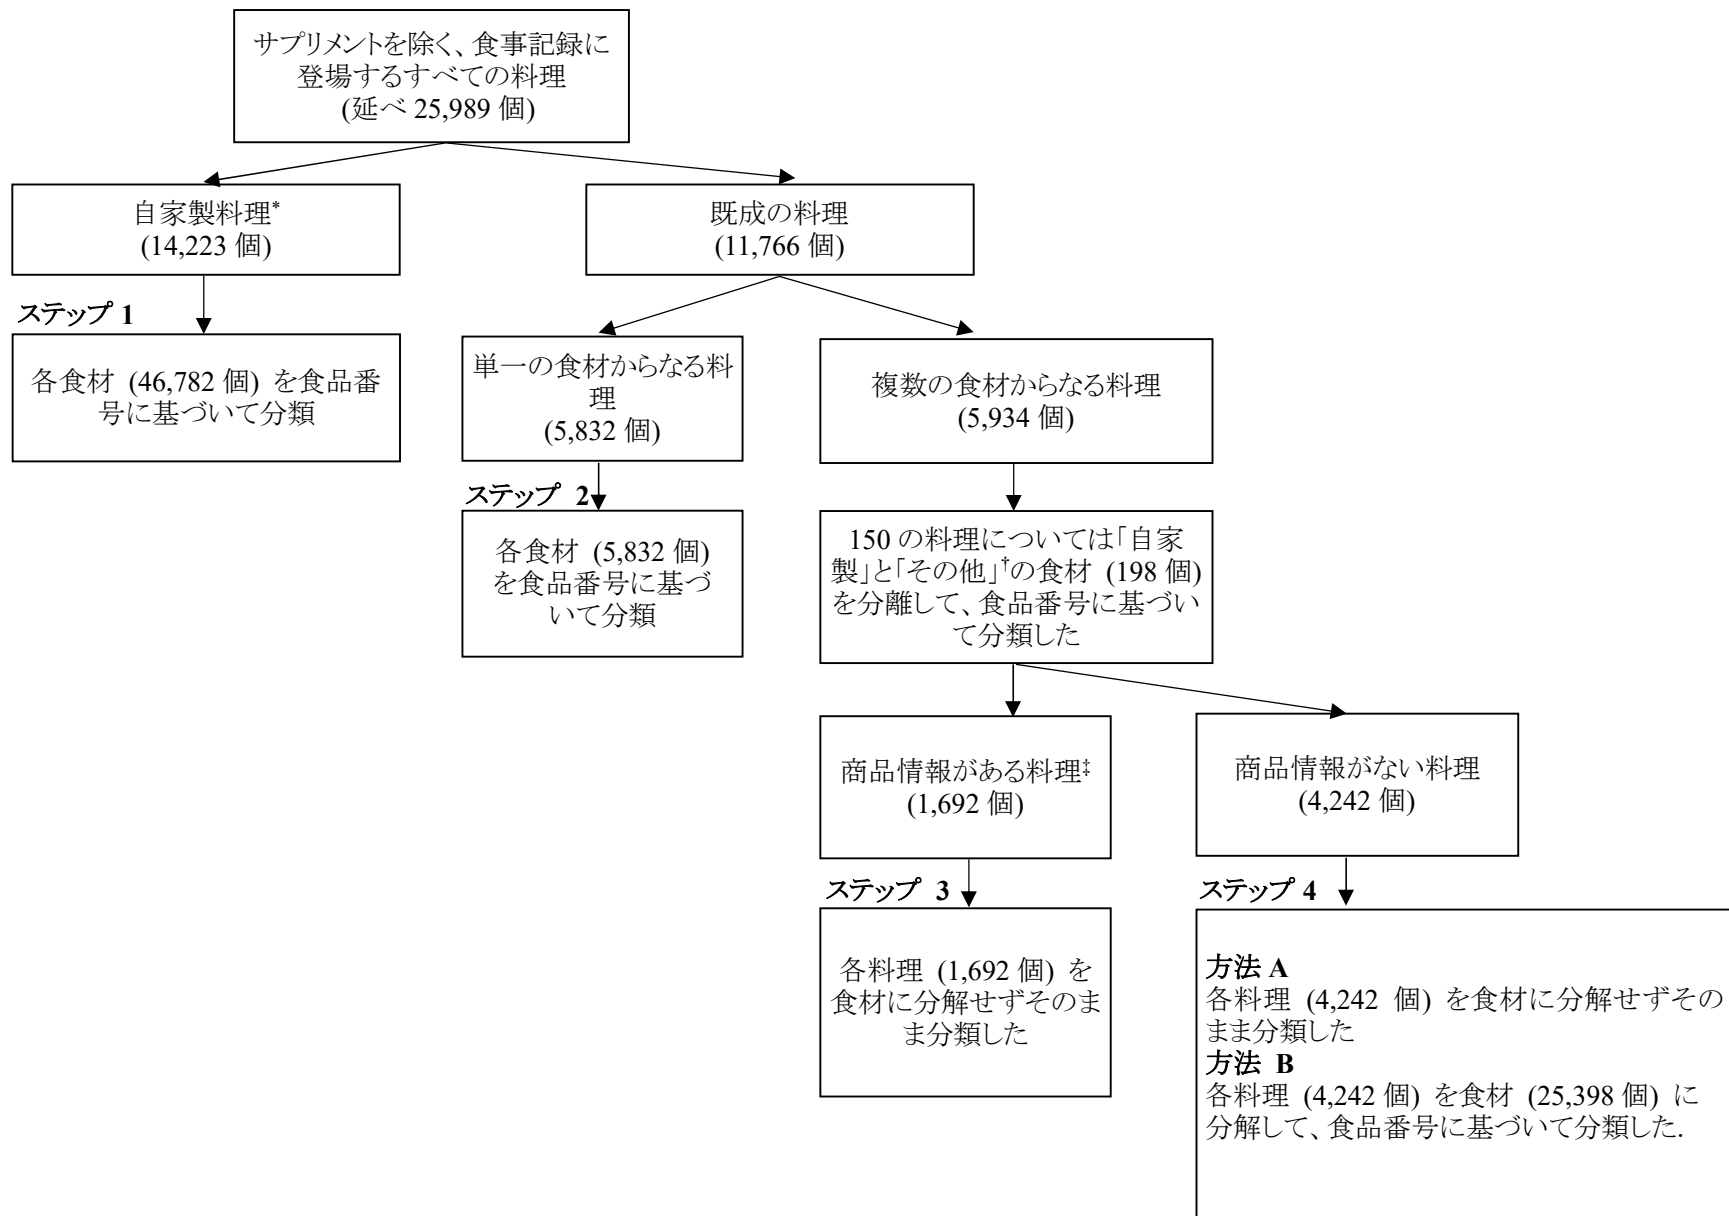 サプリメントを除く、食事記録に
登場するすべての料理
(延べ 25,989 個)
自家製料理*
(14,223 個)
既成の料理
(11,766 個)
ステップ 1
各食材 (46,782 個) を食品番
号に基づいて分類
単一の食材からなる料
理
(5,832 個)
複数の食材からなる料理
(5,934 個)
ステップ 2
各食材 (5,832 個)
を食品番号に基づ
いて分類
150 の料理については「自家
製」と「その他」†の食材 (198 個)
を分離して、食品番号に基づい
て分類した
商品情報がある料理‡
(1,692 個)
商品情報がない料理
(4,242 個)
ステップ 3
各料理 (1,692 個) を
食材に分解せずそのま
ま分類した
ステップ 4
方法 A
各料理 (4,242 個) を食材に分解せずその
まま分類した
方法 B
各料理 (4,242 個) を食材 (25,398 個) に
分解して、食品番号に基づいて分類した.